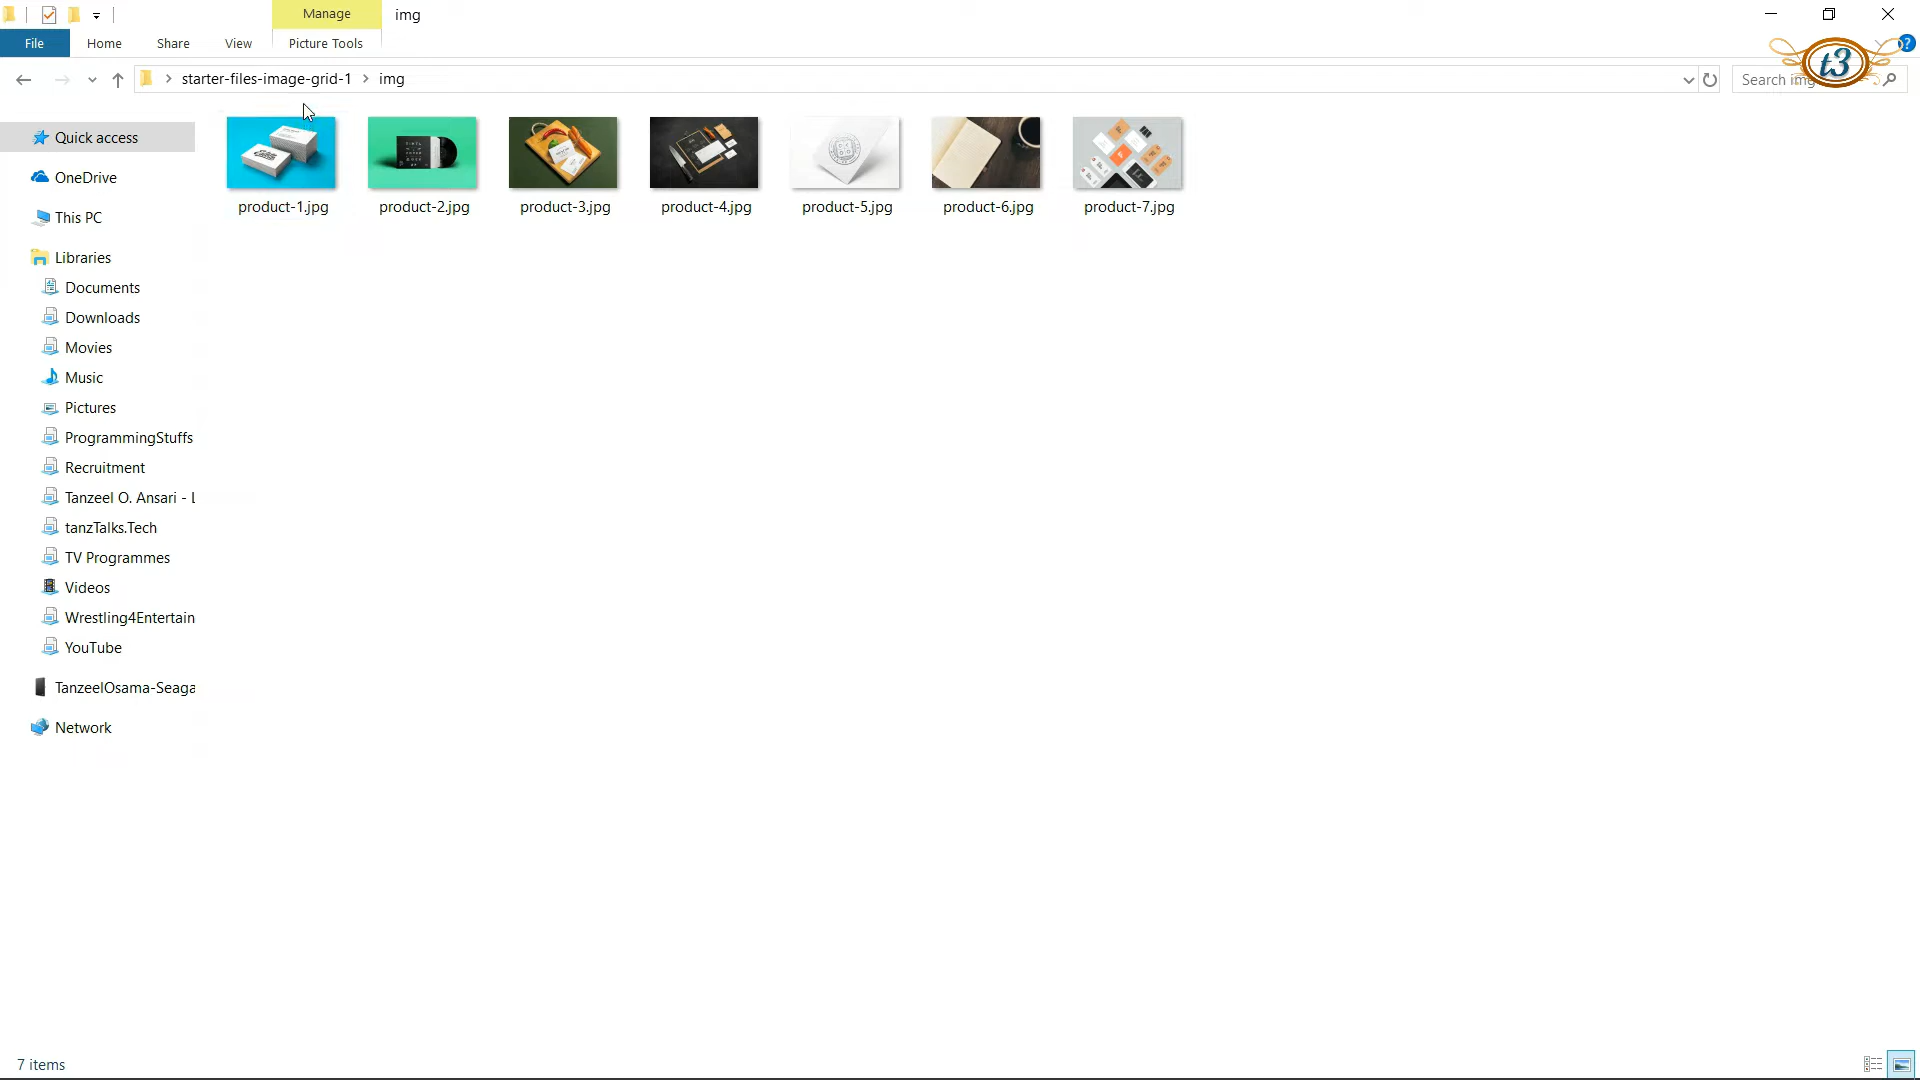 Manage
img
File
Home
Share
View
Picture Tools
?
starter-files-image-grid-1
img
Search img
t3
Quick access
OneDrive
This PC
Libraries
Documents
Downloads
Movies
Music
Pictures
ProgrammingStuffs
Recruitment
Tanzeel O. Ansari - L
tanzTalks.Tech
TV Programmes
Videos
Wrestling4Entertain
YouTube
TanzeelOsama-Seaga
Network
product-1.jpg
product-2.jpg
product-3.jpg
product-4.jpg
product-5.jpg
product-6.jpg
product-7.jpg
7 items